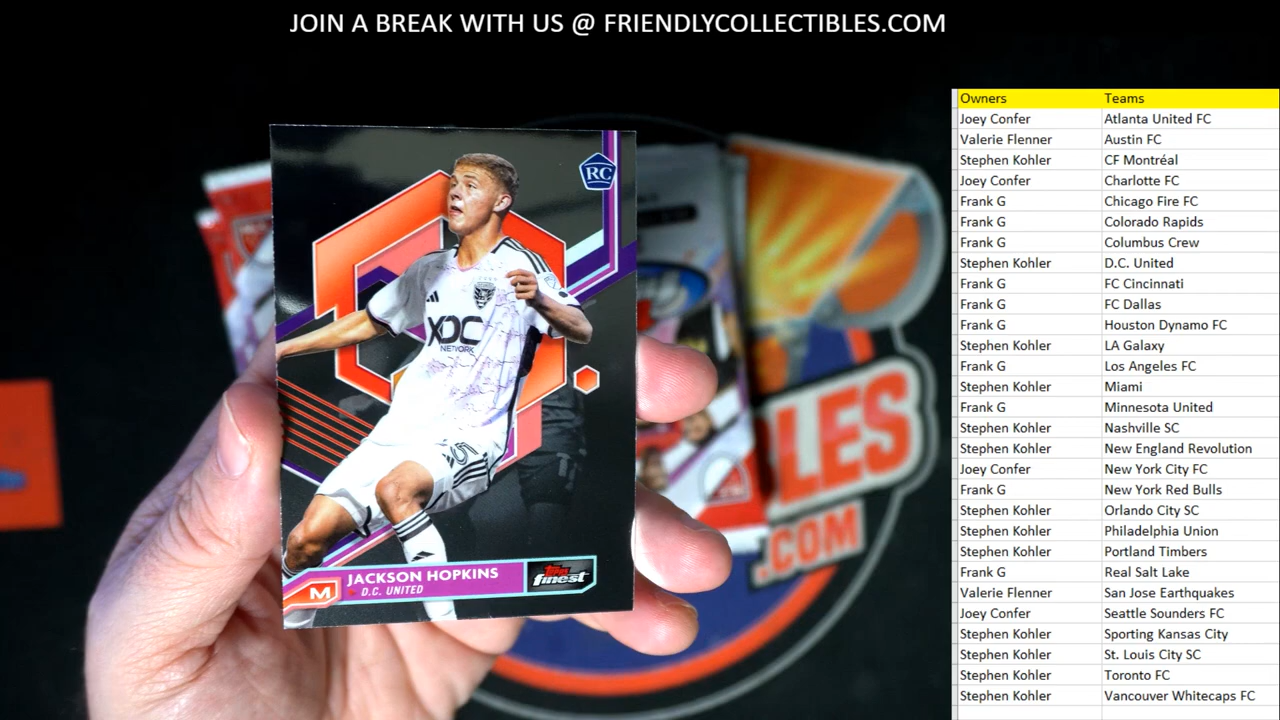 JOIN A BREAK WITH US @ FRIENDLYCOLLECTIBLES.COM
Owners Teams
Joey Confer Atlanta United FC
Valerie Flenner Austin FC
Stephen Kohler CF Montréal
Joey Confer Charlotte FC
Frank G Chicago Fire FC
Frank G Colorado Rapids
Frank G Columbus Crew
Stephen Kohler D.C. United
Frank G FC Cincinnati
Frank G FC Dallas
Frank G Houston Dynamo FC
Stephen Kohler LA Galaxy
Frank G Los Angeles FC
Stephen Kohler Miami
Frank G Minnesota United
Stephen Kohler Nashville SC
Stephen Kohler New England Revolution
Joey Confer New York City FC
Frank G New York Red Bulls
Stephen Kohler Orlando City SC
Stephen Kohler Philadelphia Union
Stephen Kohler Portland Timbers
Frank G Real Salt Lake
Valerie Flenner San Jose Earthquakes
Joey Confer Seattle Sounders FC
Stephen Kohler Sporting Kansas City
Stephen Kohler St. Louis City SC
Stephen Kohler Toronto FC
Stephen Kohler Vancouver Whitecaps FC
RC
XDC
NETWORK
M
JACKSON HOPKINS
D.C. UNITED
Topps
finest
LES
.COM